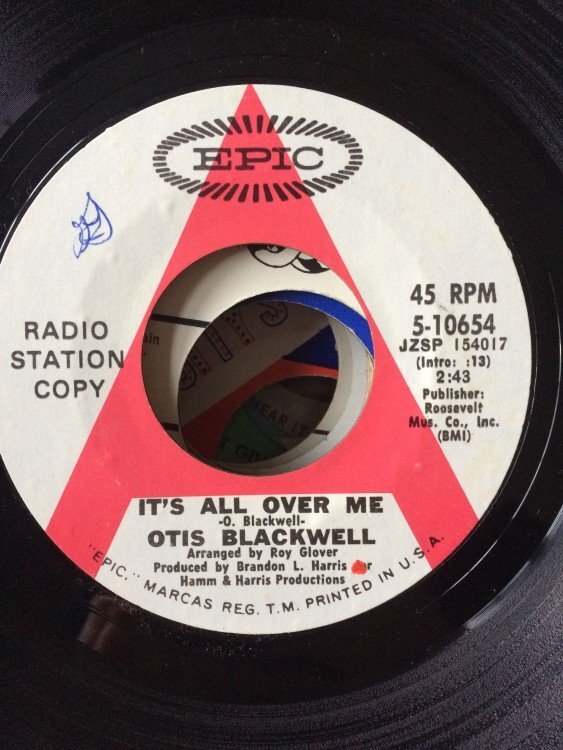 EPIC
RADIO
STATION
COPY
45 RPM
5-10654
JZSP 154017
(Intro: :13)
2:43
Publisher:
Roosevelt
Mus. Co., Inc.
(BMI)
HEAR IT
IT'S ALL OVER ME
-O. Blackwell-
OTIS BLACKWELL
Arranged by Roy Glover
Produced by Brandon L. Harris for
Hamm & Harris Productions
"EPIC," MARCAS REG. T.M. PRINTED IN U.S.A.